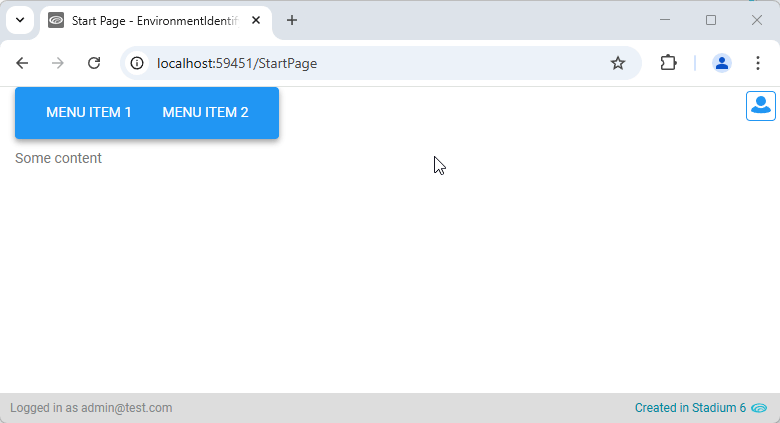 Start Page - EnvironmentIdentif
localhost:59451/StartPage
MENU ITEM 1 MENU ITEM 2
Some content
Logged in as admin@test.com Created in Stadium 6